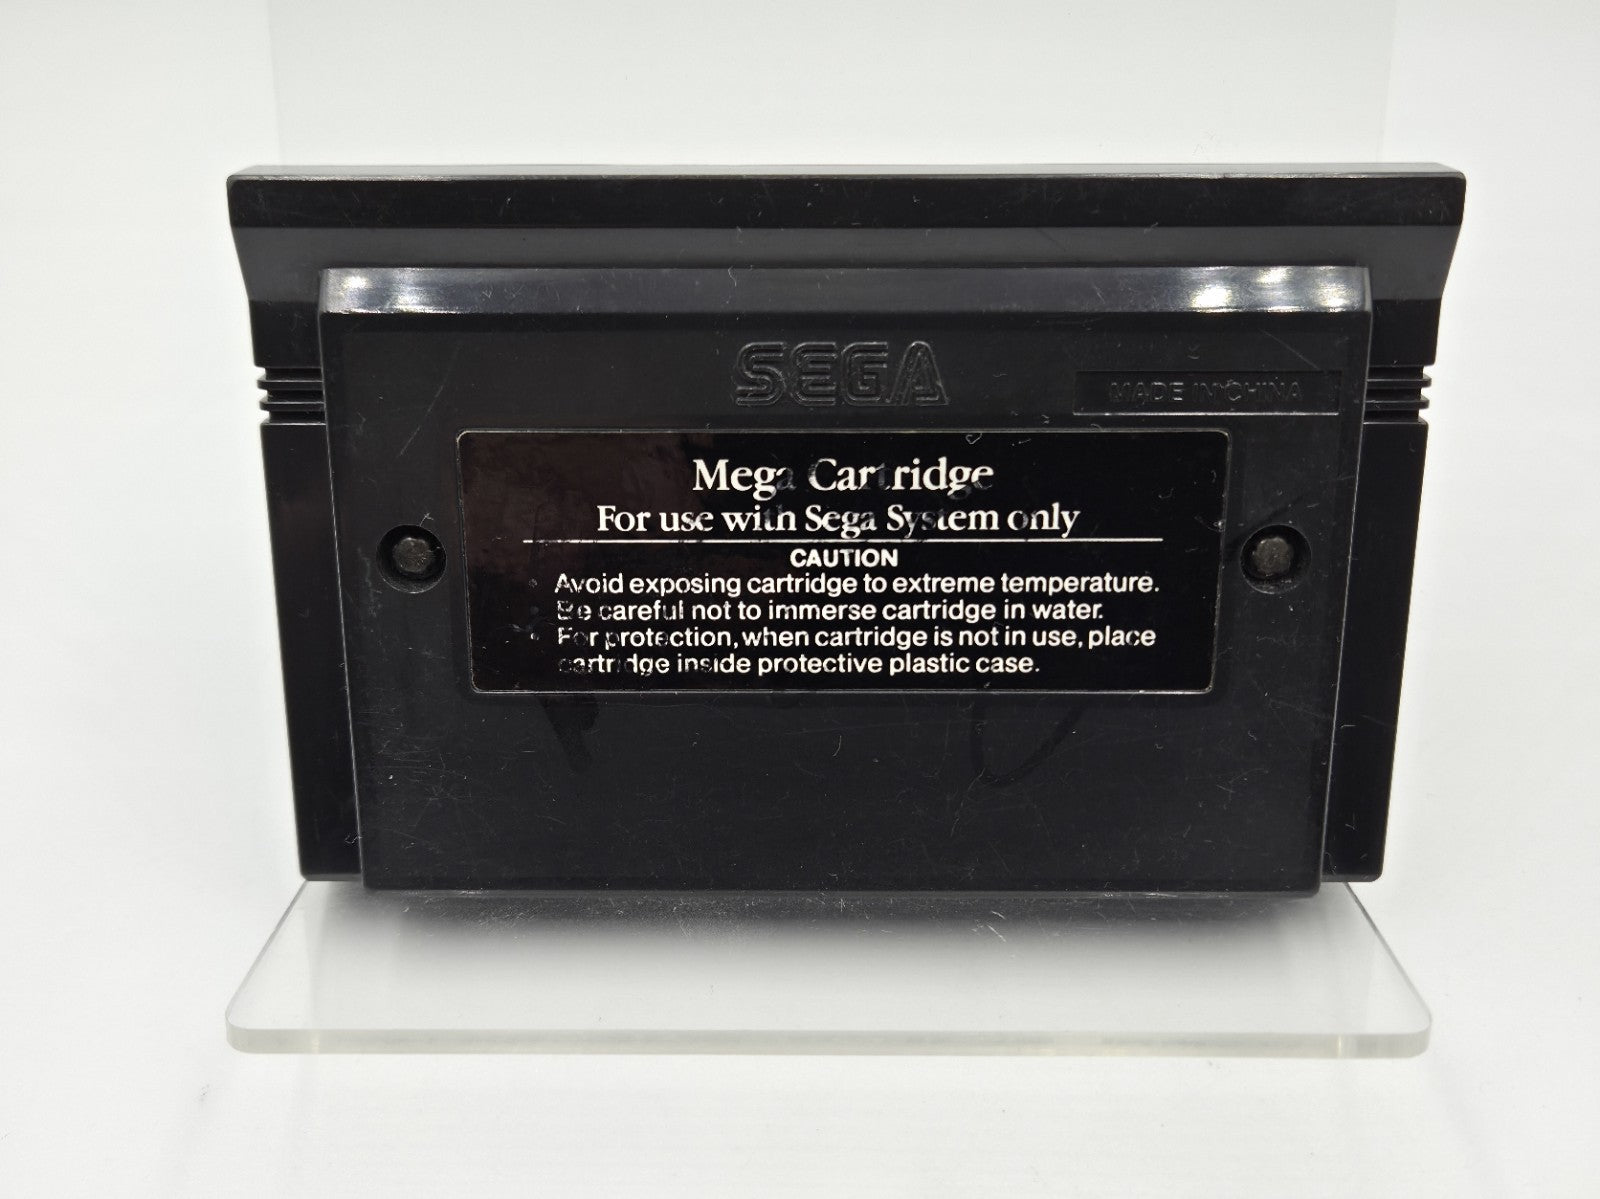 SEGA
MADE IN CHINA
Mega Cartridge
For use with Sega System only
CAUTION
• Avoid exposing cartridge to extreme temperature.
• Be careful not to immerse cartridge in water.
• For protection, when cartridge is not in use, place
cartridge inside protective plastic case.